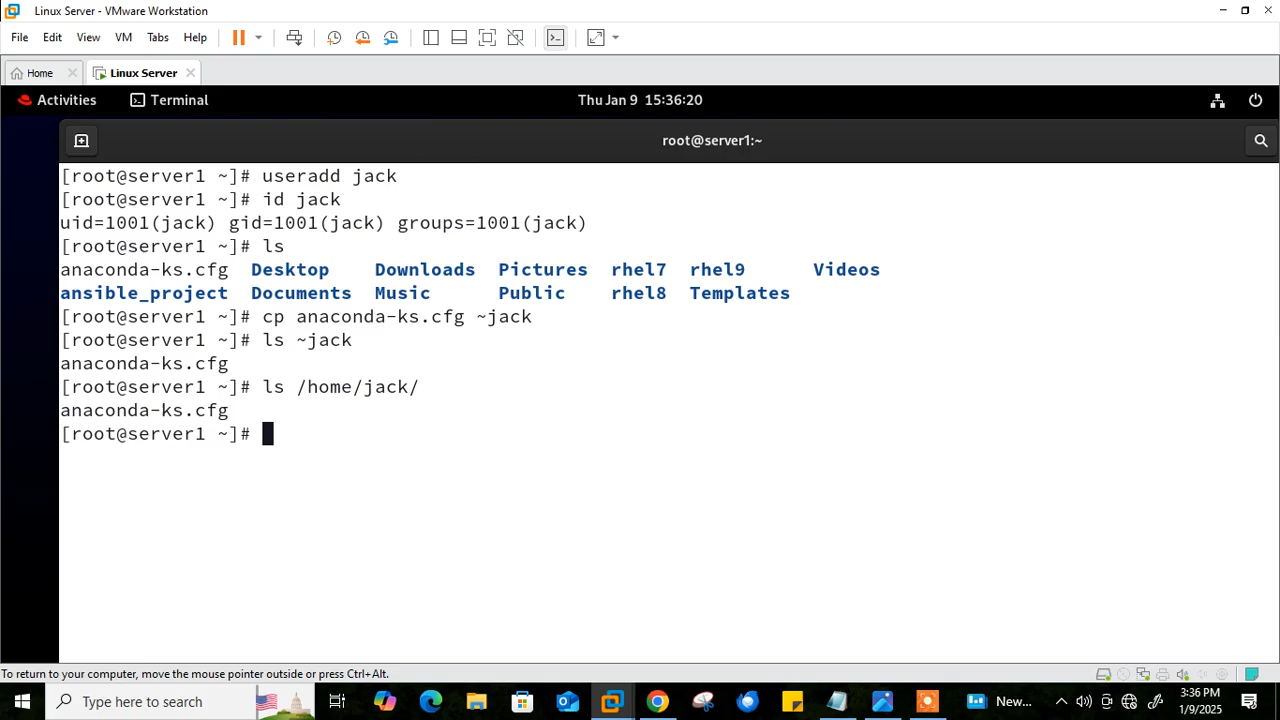 Linux Server - VMware Workstation
File Edit View VM Tabs Help
Home Linux Server
Activities Terminal Thu Jan 9 15:36:20
root@server1:~
[root@server1 ~]# useradd jack
[root@server1 ~]# id jack
uid=1001(jack) gid=1001(jack) groups=1001(jack)
[root@server1 ~]# ls
anaconda-ks.cfg Desktop Downloads Pictures rhel7 rhel9 Videos
ansible_project Documents Music Public rhel8 Templates
[root@server1 ~]# cp anaconda-ks.cfg ~jack
[root@server1 ~]# ls ~jack
anaconda-ks.cfg
[root@server1 ~]# ls /home/jack/
anaconda-ks.cfg
[root@server1 ~]#
To return to your computer, move the mouse pointer outside or press Ctrl+Alt.
Type here to search New... 3:36 PM
1/9/2025